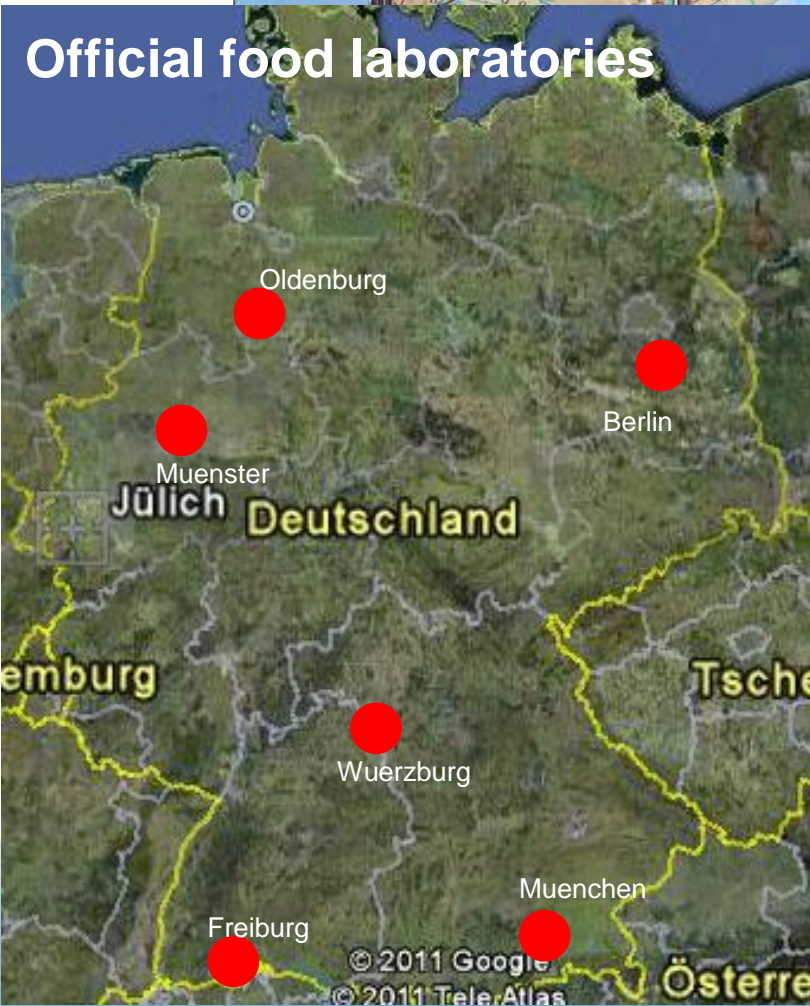 Official food laboratories
Oldenburg
Berlin
Muenster
Jülich
Deutschland
emburg
Tsche
Wuerzburg
Muenchen
Freiburg
© 2011 Google
Österre
© 2011 Tele Atlas